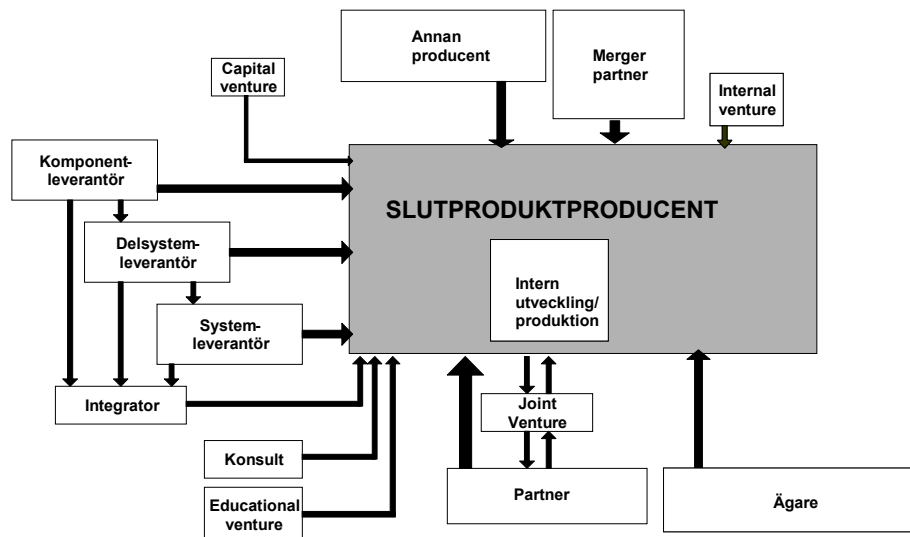 Annan
producent
Merger
partner
Capital
venture
Internal
venture
Komponent-
leverantör
SLUTPRODUKTPRODUCENT
Delsystem-
leverantör
Intern
utveckling/
produktion
System-
leverantör
Integrator
Joint
Venture
Konsult
Partner
Ägare
Educational
venture